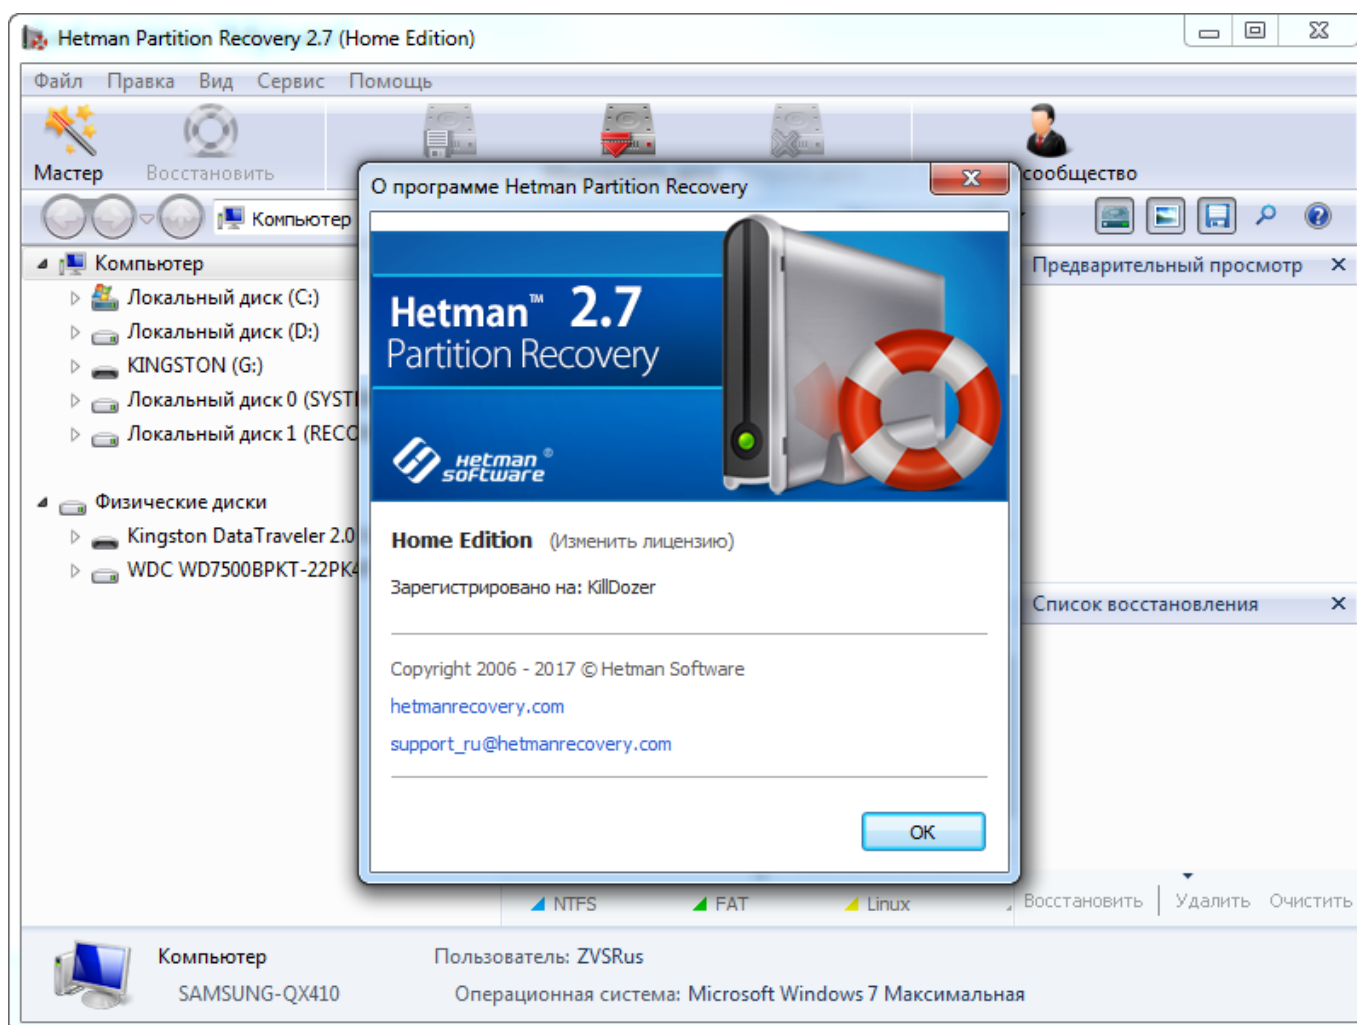 Hetman Partition Recovery 2.7 (Home Edition)
Файл Правка Вид Сервис Помощь
Мастер Восстановить сообщество
Компьютер
Компьютер
Локальный диск (C:)
Локальный диск (D:)
KINGSTON (G:)
Локальный диск 0 (SYST
Локальный диск 1 (RECO
Физические диски
Kingston DataTraveler 2.0
WDC WD7500BPKT-22PK4
О программе Hetman Partition Recovery
Hetman™ 2.7
Partition Recovery
нetman®
software
Home Edition (Изменить лицензию)
Зарегистрировано на: KillDozer
Copyright 2006 - 2017 © Hetman Software
hetmanrecovery.com
support_ru@hetmanrecovery.com
OK
Предварительный просмотр
Список восстановления
NTFS FAT Linux
Восстановить Удалить Очистить
Компьютер Пользователь: ZVSRus
SAMSUNG-QX410 Операционная система: Microsoft Windows 7 Максимальная